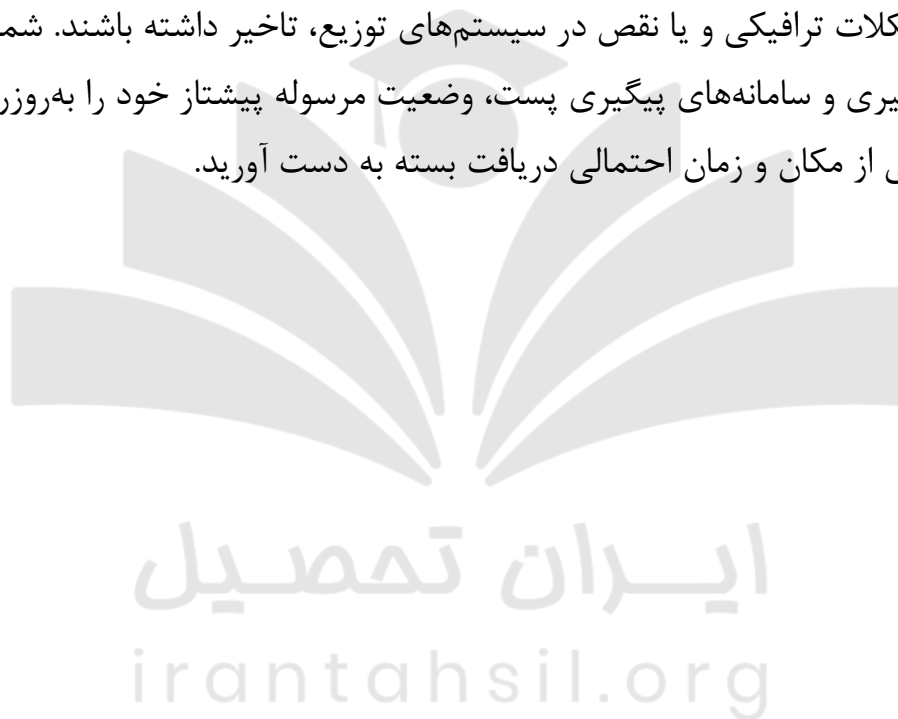 کلات ترافیکی و یا نقص در سیستم‌های توزیع، تاخیر داشته باشند. شم
یری و سامانه‌های پیگیری پست، وضعیت مرسوله پیشتاز خود را به‌روزر
ی از مکان و زمان احتمالی دریافت بسته به دست آورید.
ایــران تحصیل
irantahsil.org